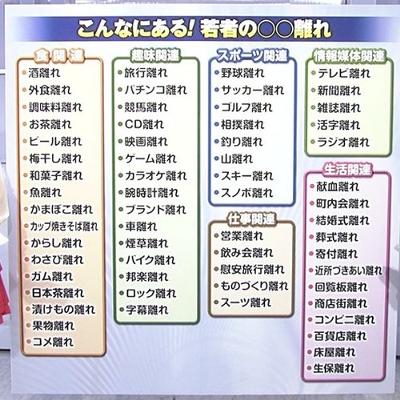 こんなにある!若者の○○離れ
食関連
酒離れ
外食離れ
調味料離れ
お茶離れ
ビール離れ
梅干し離れ
和菓子離れ
魚離れ
かまぼこ離れ
カップ焼きそば離れ
からし離れ
わさび離れ
ガム離れ
日本茶離れ
漬けもの離れ
果物離れ
コメ離れ
趣味関連
旅行離れ
パチンコ離れ
競馬離れ
CD離れ
映画離れ
ゲーム離れ
カラオケ離れ
腕時計離れ
ブランド離れ
車離れ
煙草離れ
バイク離れ
邦楽離れ
ロック離れ
字幕離れ
スポーツ関連
野球離れ
サッカー離れ
ゴルフ離れ
相撲離れ
釣り離れ
山離れ
スキー離れ
スノボ離れ
仕事関連
営業離れ
飲み会離れ
慰安旅行離れ
ものづくり離れ
スーツ離れ
情報媒体関連
テレビ離れ
新聞離れ
雑誌離れ
活字離れ
ラジオ離れ
生活関連
献血離れ
町内会離れ
結婚式離れ
葬式離れ
寄付離れ
近所づきあい離れ
回覧板離れ
商店街離れ
コンビニ離れ
百貨店離れ
床屋離れ
生保離れ